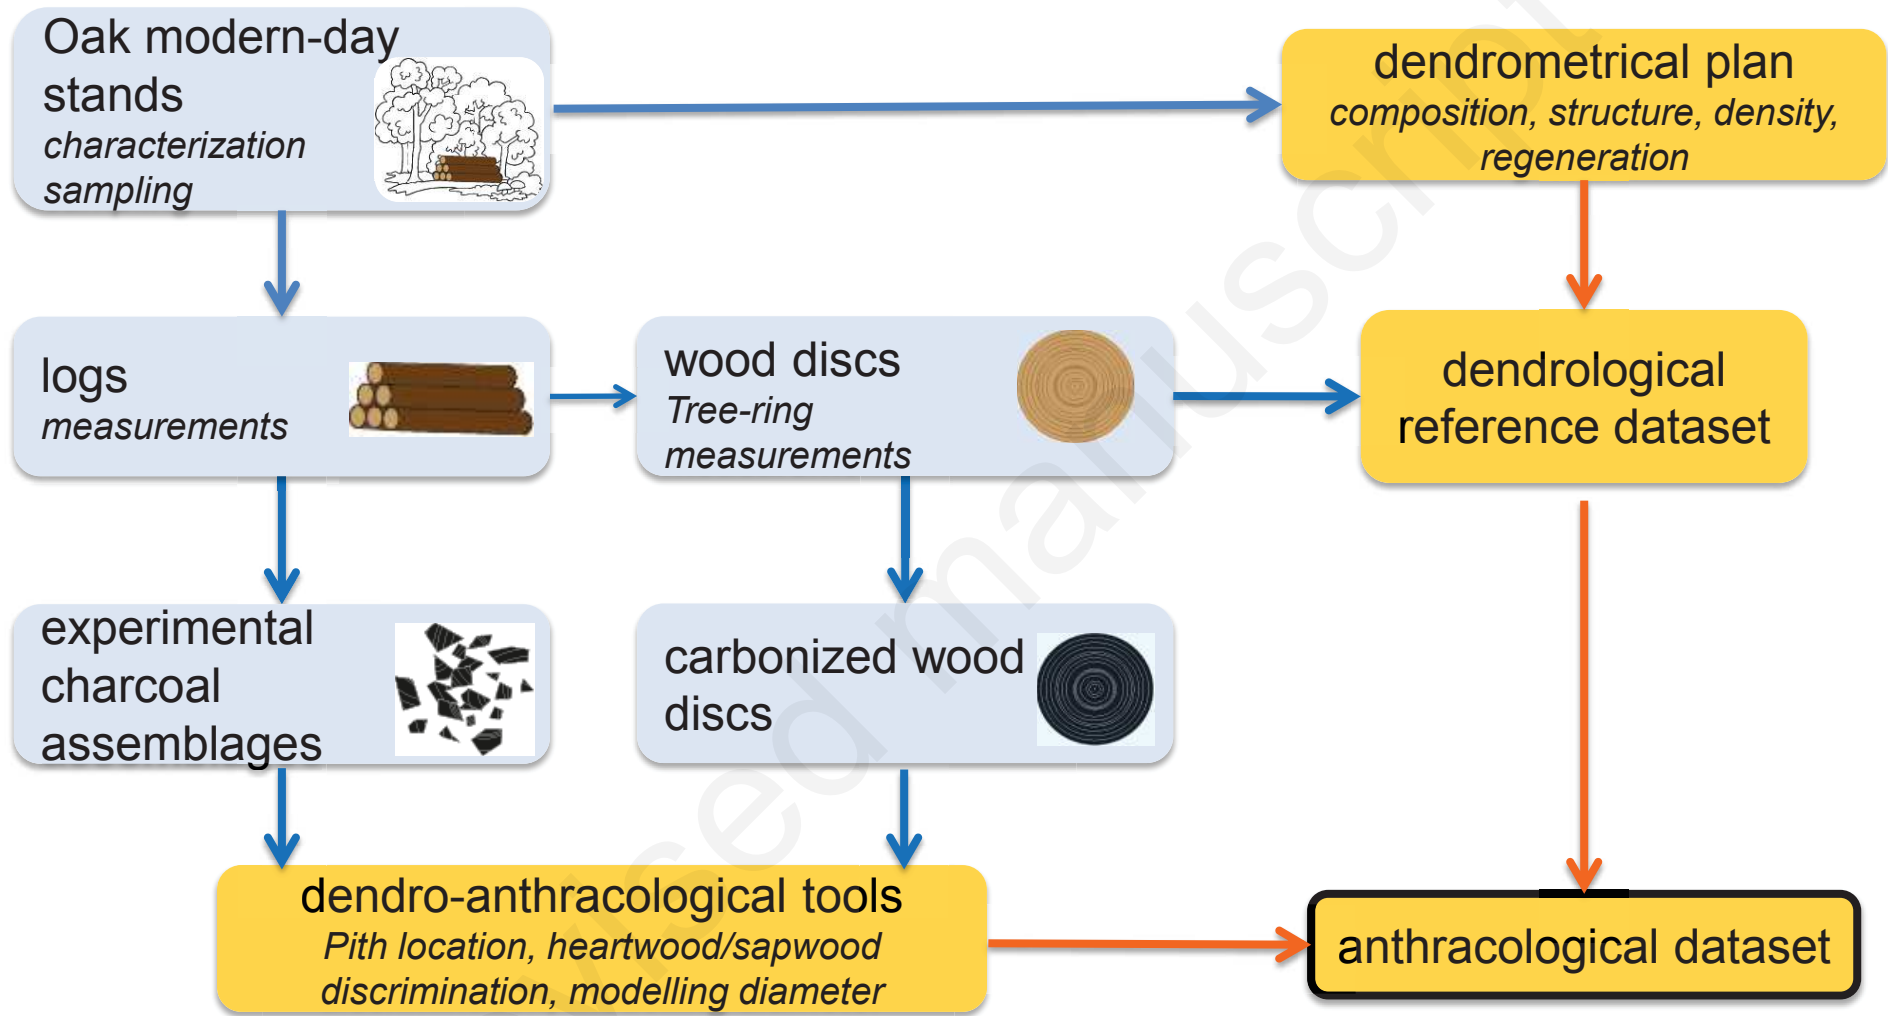 Oak modern-day
stands
characterization
sampling
dendrometrical plan
composition, structure, density,
regeneration
logs
measurements
wood discs
Tree-ring
measurements
dendrological
reference dataset
experimental
charcoal
assemblages
carbonized wood
discs
dendro-anthracological tools
Pith location, heartwood/sapwood
discrimination, modelling diameter
anthracological dataset
vised manuscript